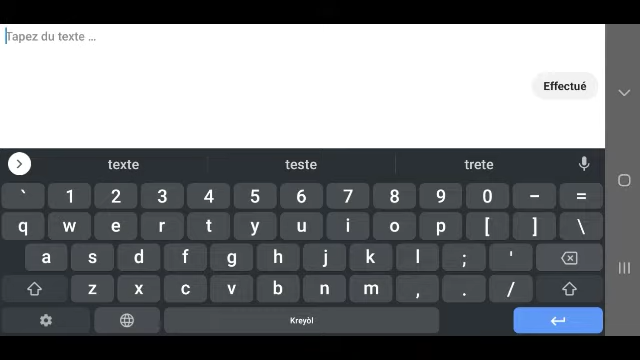 Tapez du texte ...
Effectué
texte teste trete
` 1 2 3 4 5 6 7 8 9 0 - =
q w e r t y u i o p [ ] \
a s d f g h j k l ; '
z x c v b n m , . /
Kreyòl